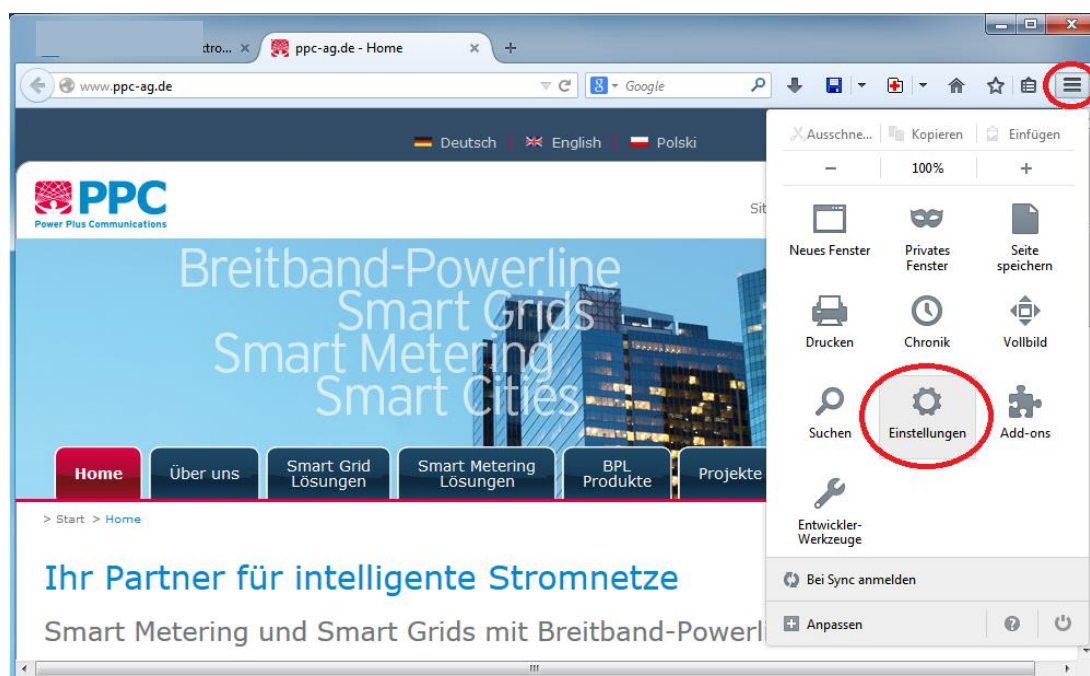 tro...
ppc-ag.de - Home
www.ppc-ag.de
Google
Deutsch English Polski
PPC
Power Plus Communications
Sit
Breitband-Powerline
Smart Grids
Smart Metering
Smart Cities
Home
Über uns
Smart Grid
Lösungen
Smart Metering
Lösungen
BPL
Produkte
Projekte
> Start > Home
Ihr Partner für intelligente Stromnetze
Smart Metering und Smart Grids mit Breitband-Powerli
Ausschne... Kopieren Einfügen
− 100% +
Neues Fenster
Privates
Fenster
Seite
speichern
Drucken
Chronik
Vollbild
Suchen
Einstellungen
Add-ons
Entwickler-
Werkzeuge
Bei Sync anmelden
Anpassen